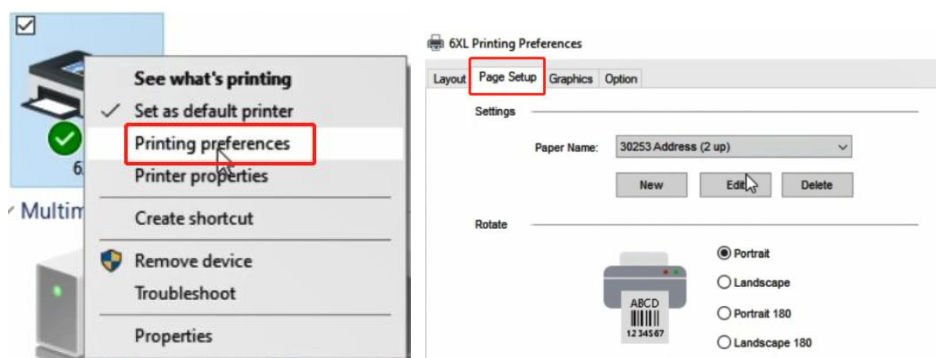 See what's printing
Set as default printer
Printing preferences
Printer properties
Create shortcut
Remove device
Troubleshoot
Properties
6
Multim
6XL Printing Preferences
Layout Page Setup Graphics Option
Settings
Paper Name: 30253 Address (2 up)
New Edit Delete
Rotate
Portrait
Landscape
Portrait 180
Landscape 180
ABCD
1234567